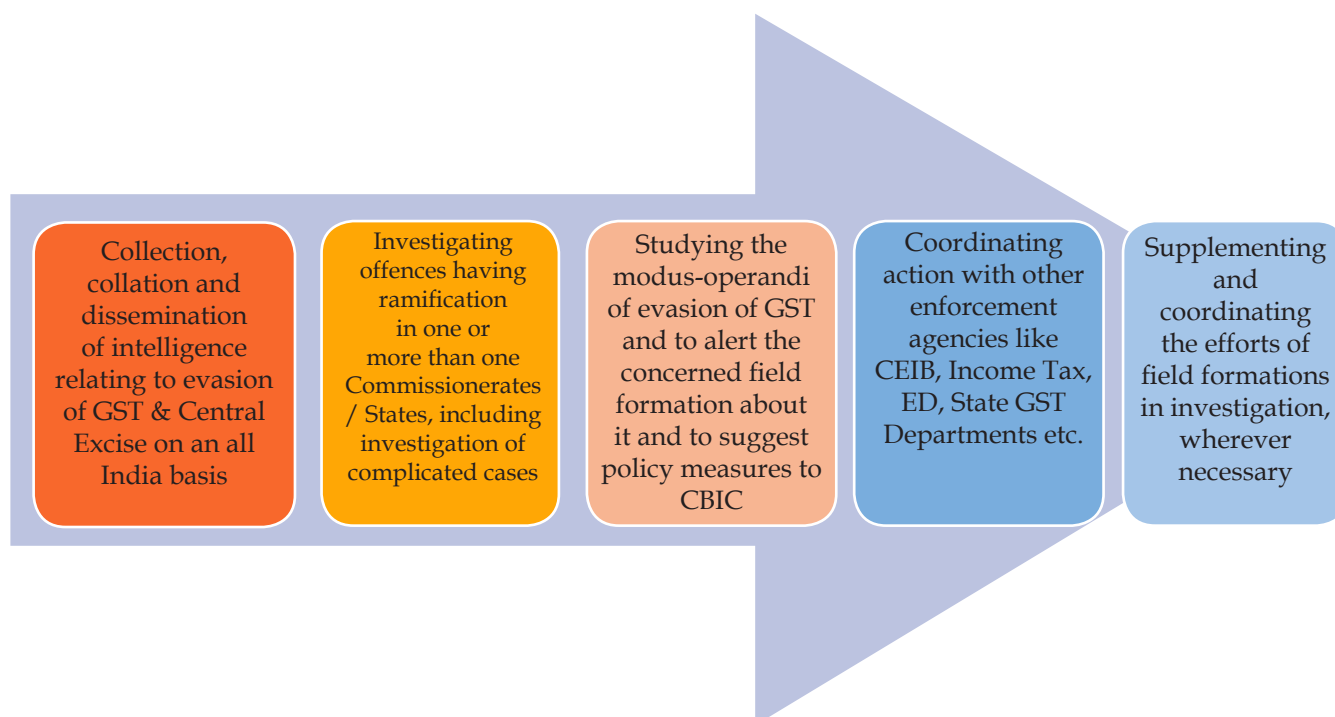 Collection,
collation and
dissemination
of intelligence
relating to evasion
of GST & Central
Excise on an all
India basis
Investigating
offences having
ramification
in one or
more than one
Commissionerates
/ States, including
investigation of
complicated cases
Studying the
modus-operandi
of evasion of GST
and to alert the
concerned field
formation about
it and to suggest
policy measures to
CBIC
Coordinating
action with other
enforcement
agencies like
CEIB, Income Tax,
ED, State GST
Departments etc.
Supplementing
and
coordinating
the efforts of
field formations
in investigation,
wherever
necessary